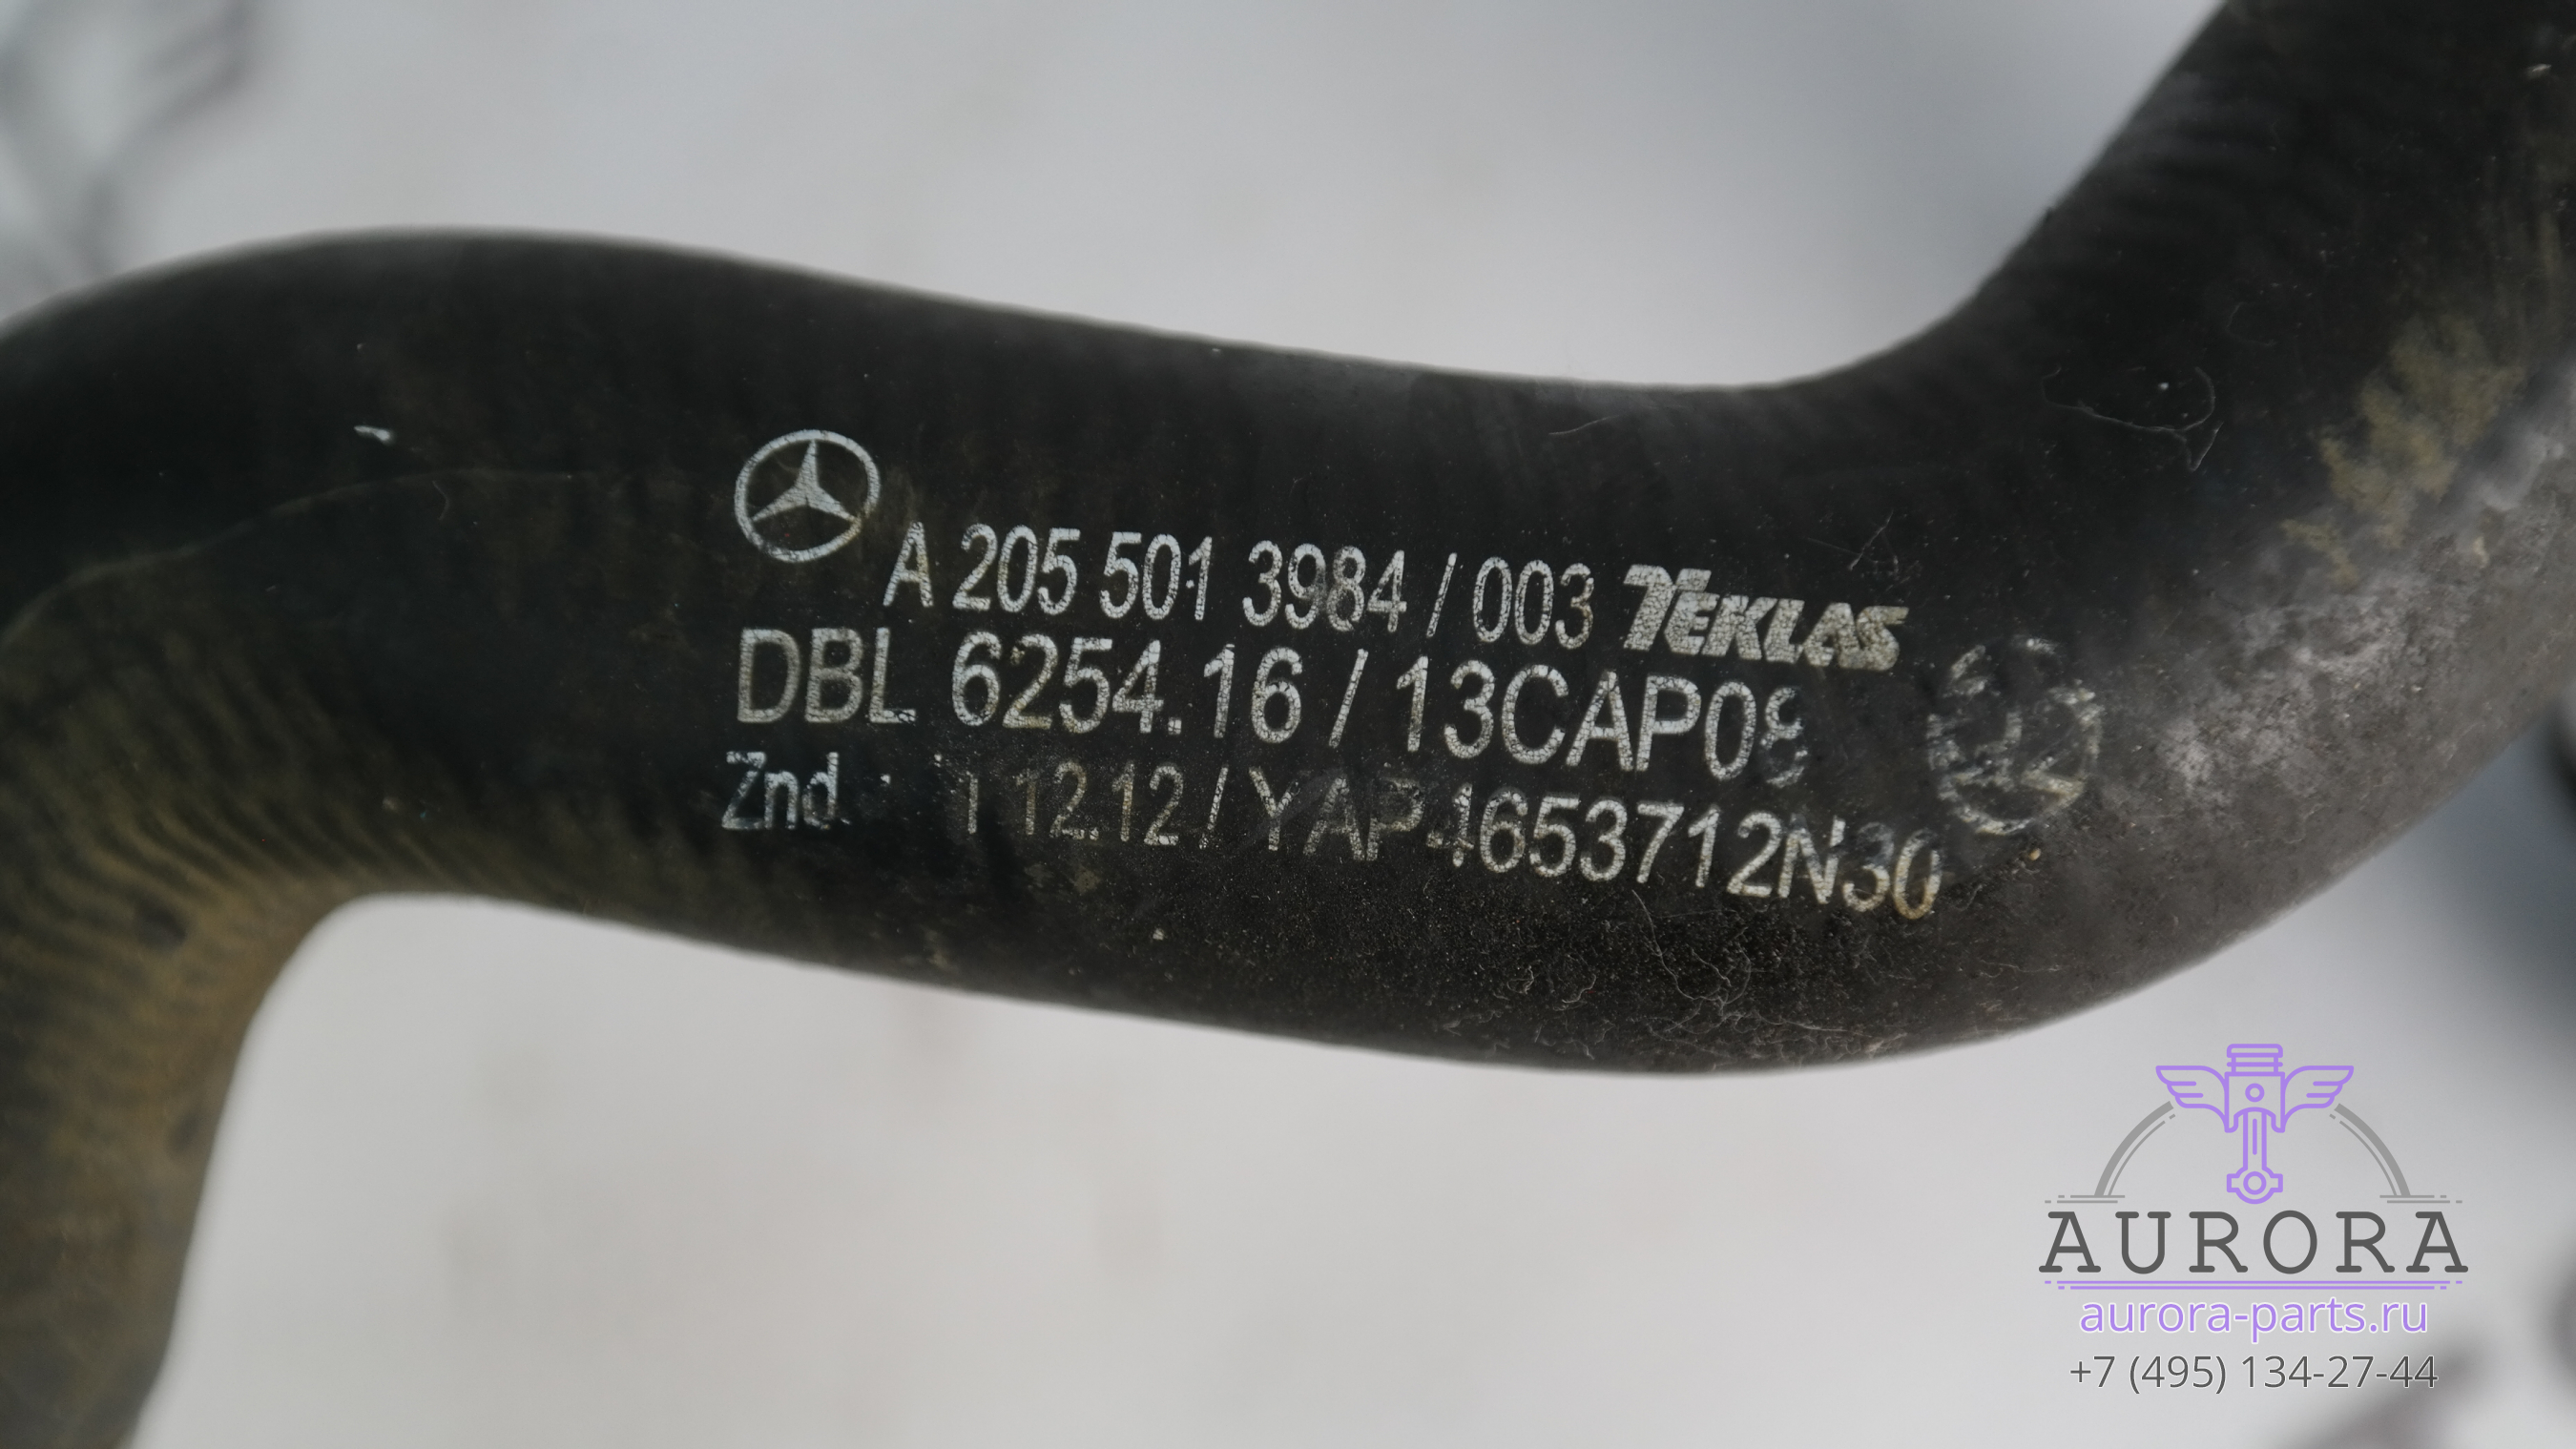 A 205 501 3984 / 003 TEKLAS
DBL 6254.16 / 13CAP08
Znd. 12.12 / YAP4653712N30
AURORA
aurora-parts.ru
+7 (495) 134-27-44